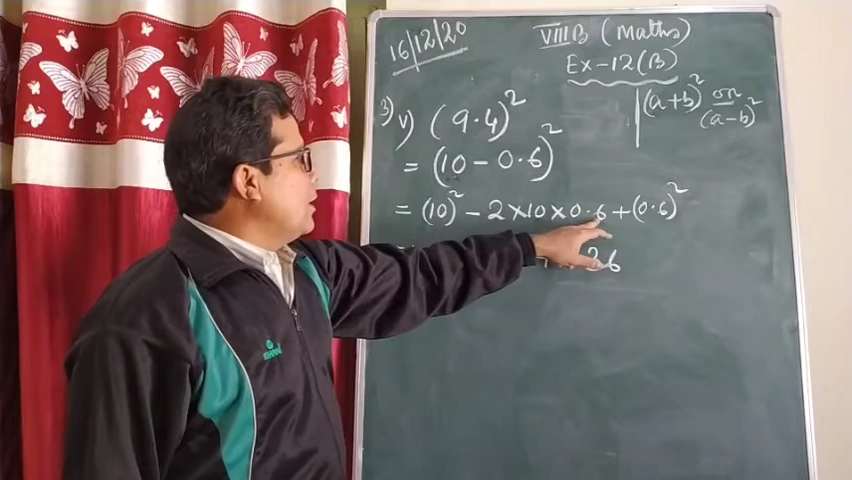 16/12/20
VIII B (Maths)
Ex-12(B)
(a+b)² or
(a-b)²
3) v) (9.4)²
= (10 - 0.6)²
= (10)² - 2×10×0.6+(0.6)²
36